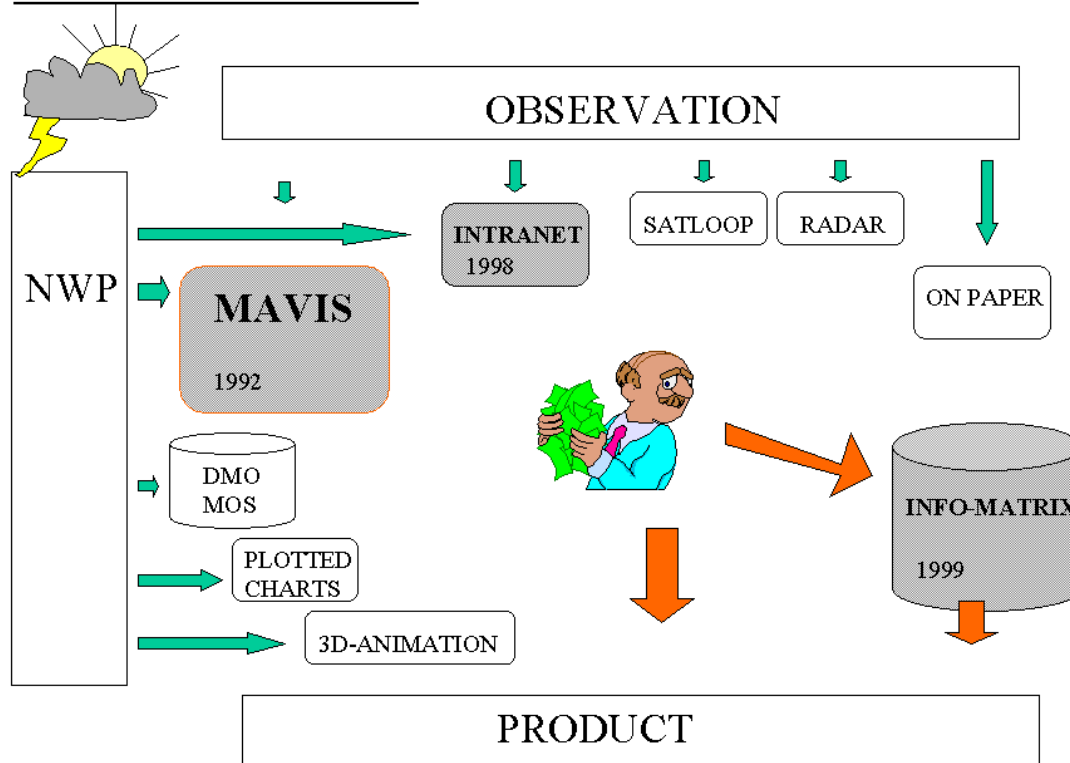 OBSERVATION
NWP
INTRANET
1998
SATLOOP
RADAR
ON PAPER
MAVIS
1992
DMO
MOS
PLOTTED
CHARTS
3D-ANIMATION
INFO-MATRIX
1999
PRODUCT